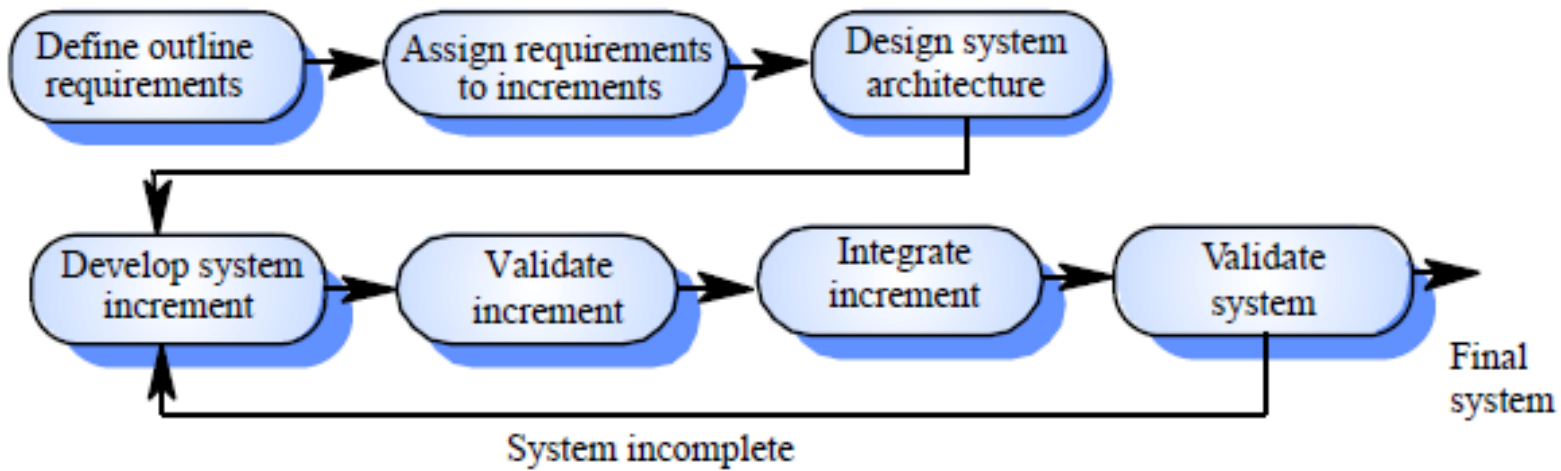 Define outline
requirements
Assign requirements
to increments
Design system
architecture
Develop system
increment
Validate
increment
Integrate
increment
Validate
system
Final
system
System incomplete